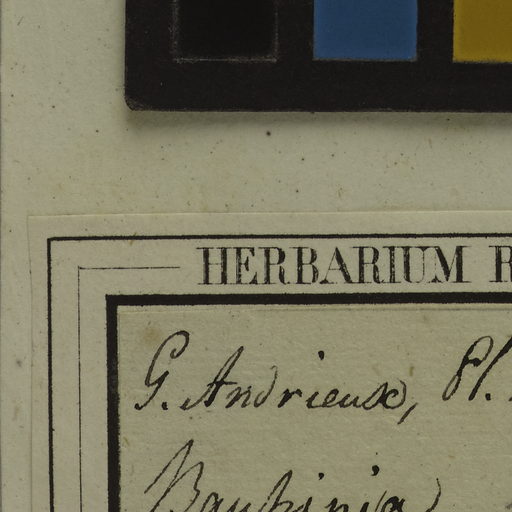 HERBARIUM
G. Andrieux, Pl.
Bauhinia